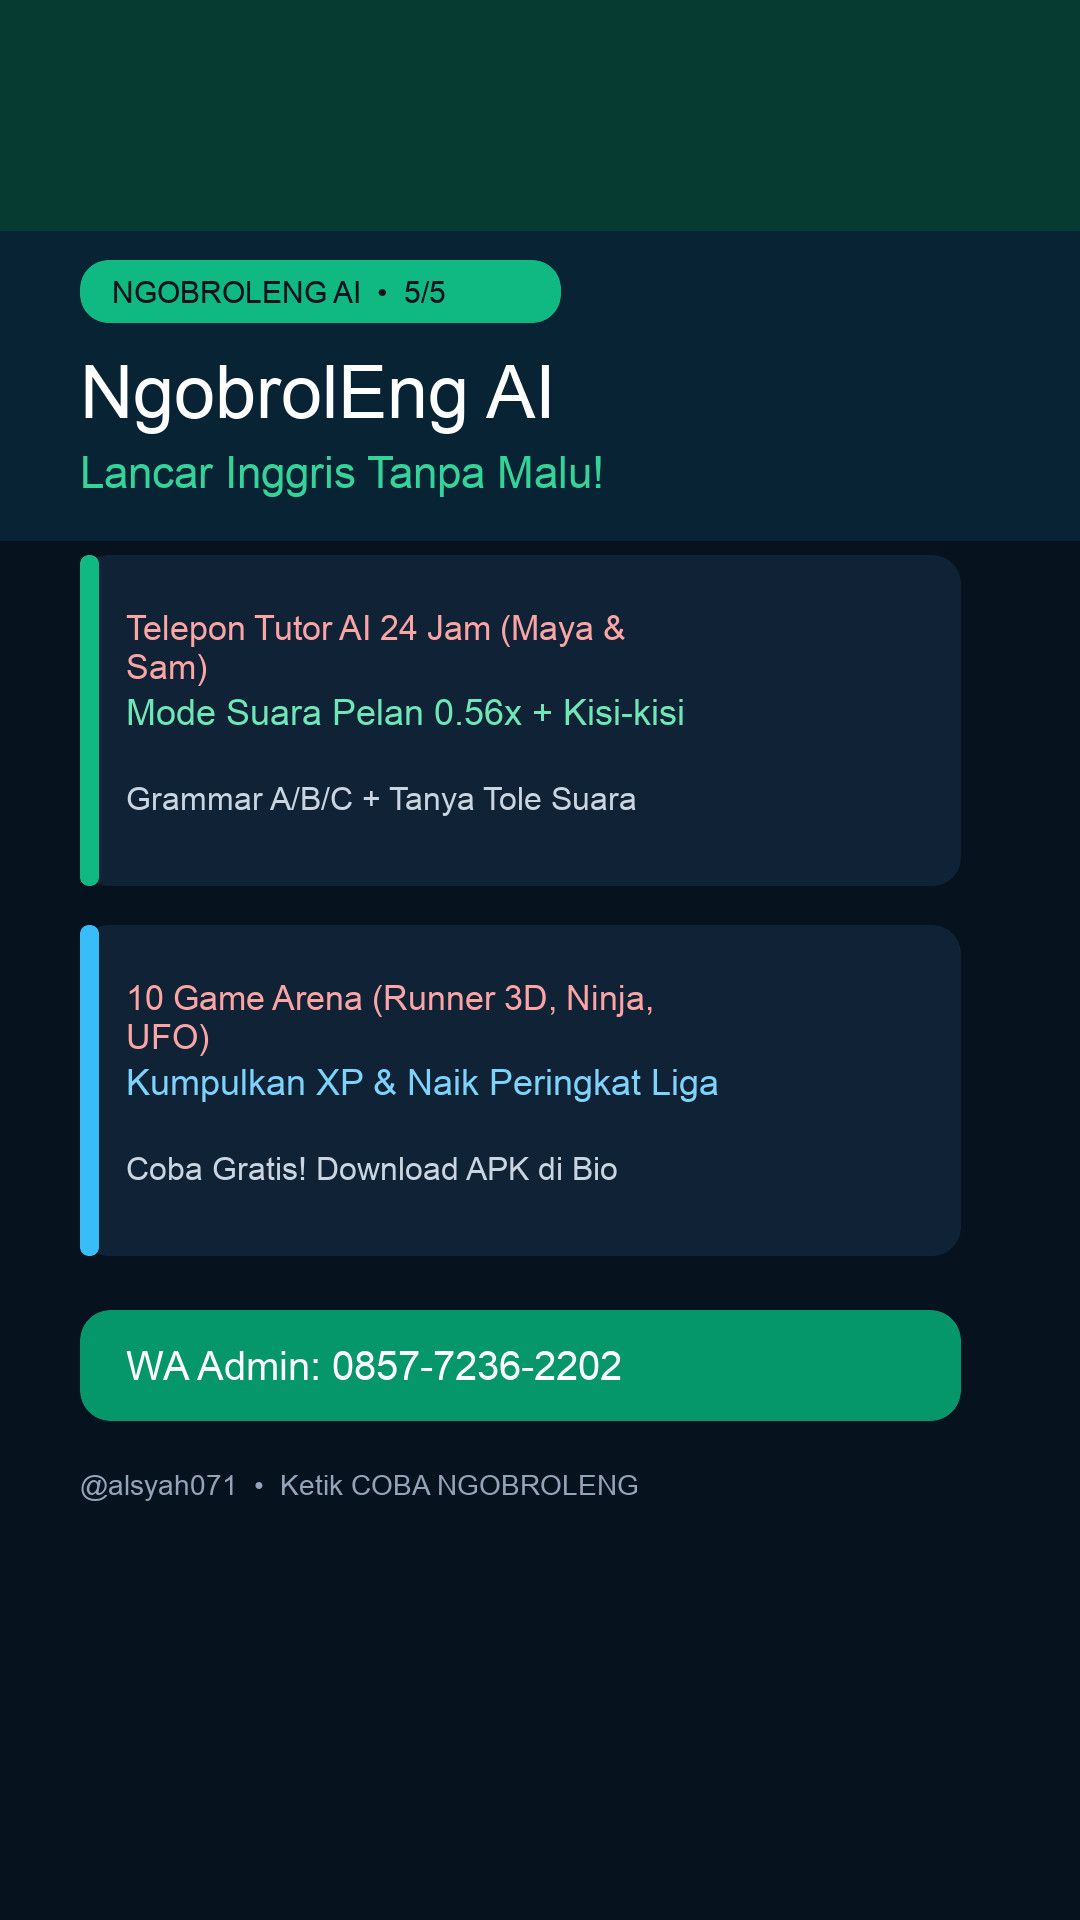 NGOBROLENG AI • 5/5
NgobrolEng AI
Lancar Inggris Tanpa Malu!
Telepon Tutor AI 24 Jam (Maya &
Sam)
Mode Suara Pelan 0.56x + Kisi-kisi
Grammar A/B/C + Tanya Tole Suara
10 Game Arena (Runner 3D, Ninja,
UFO)
Kumpulkan XP & Naik Peringkat Liga
Coba Gratis! Download APK di Bio
WA Admin: 0857-7236-2202
@alsyah071 • Ketik COBA NGOBROLENG